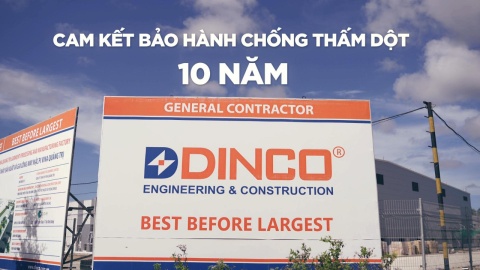 CAM KẾT BẢO HÀNH CHỐNG THẤM DỘT
10 NĂM
GENERAL CONTRACTOR
DINCO®
ENGINEERING & CONSTRUCTION
BEST BEFORE LARGEST
BEST BEFORE LARGEST